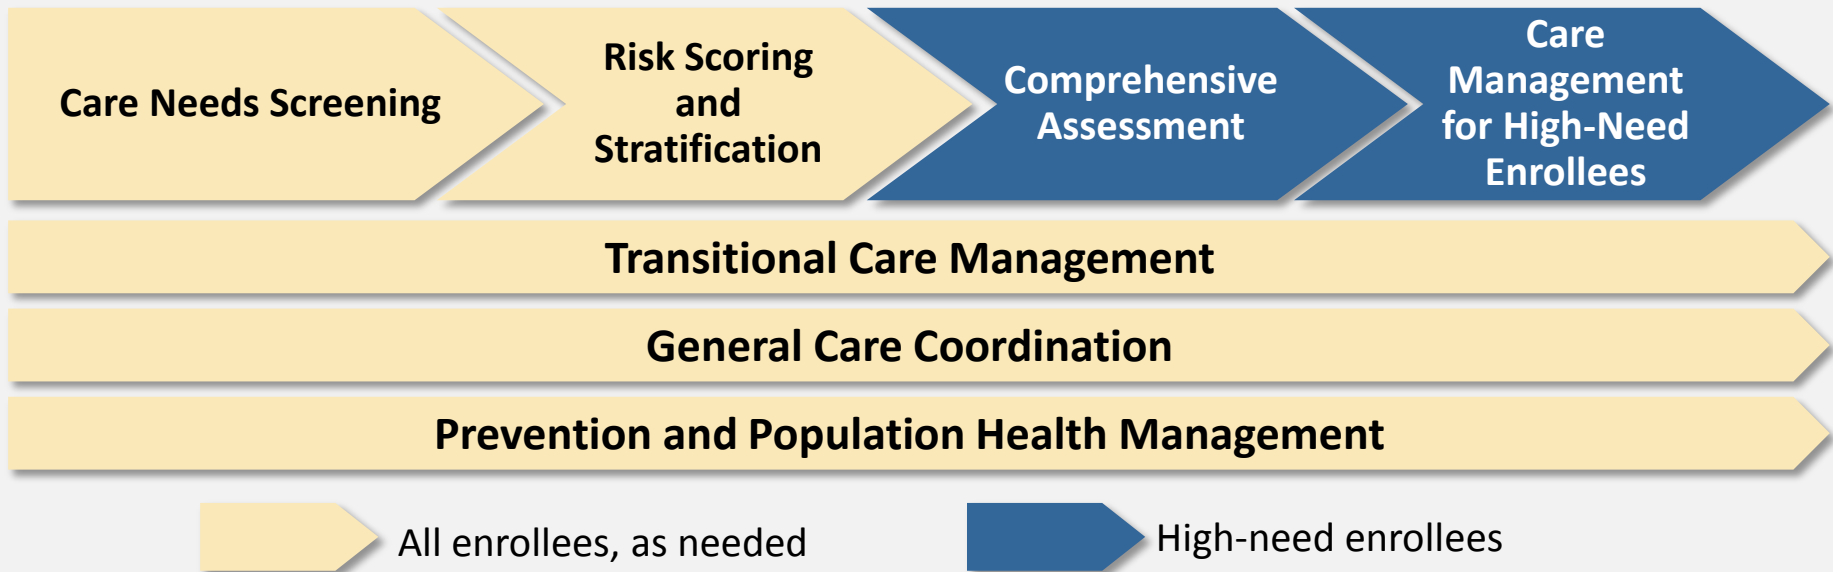 Care Needs Screening
Risk Scoring
and
Stratification
Comprehensive
Assessment
Care
Management
for High-Need
Enrollees
Transitional Care Management
General Care Coordination
Prevention and Population Health Management
All enrollees, as needed
High-need enrollees